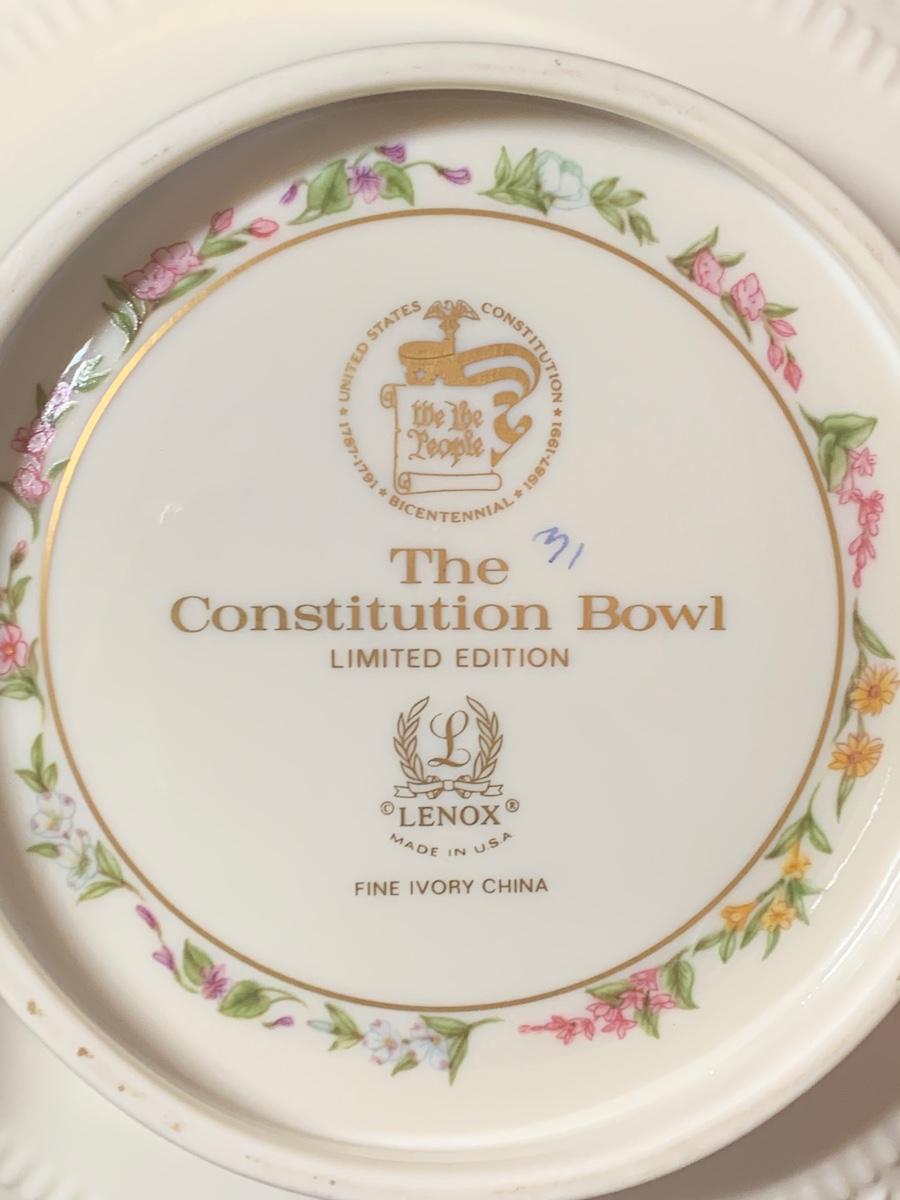 ★ UNITED STATES CONSTITUTION ★
1787-1791 ★ BICENTENNIAL ★ 1987-1991
We the
People
31
The
Constitution Bowl
LIMITED EDITION
L
© LENOX ®
MADE IN U.S.A
FINE IVORY CHINA